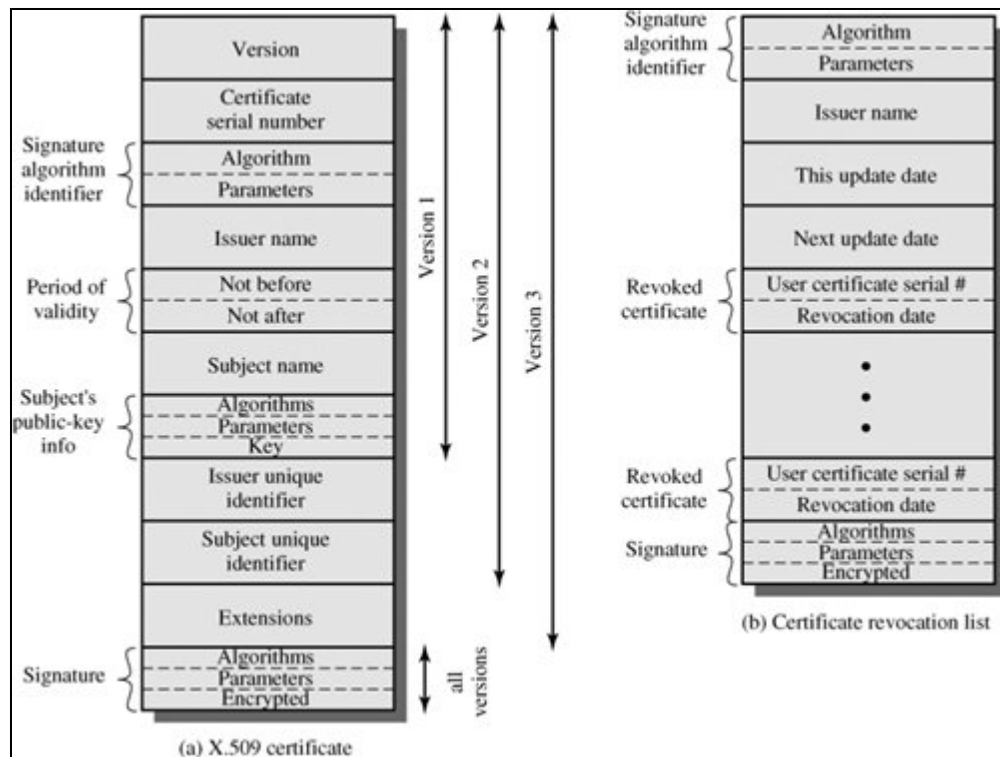 Version
Certificate
serial number
Signature
algorithm
identifier
Algorithm
Parameters
Issuer name
Period of
validity
Not before
Not after
Subject name
Subject's
public-key
info
Algorithms
Parameters
Key
Issuer unique
identifier
Subject unique
identifier
Extensions
Signature
Algorithms
Parameters
Encrypted
Version 1
Version 2
Version 3
all
versions
(a) X.509 certificate
Signature
algorithm
identifier
Algorithm
Parameters
Issuer name
This update date
Next update date
Revoked
certificate
User certificate serial #
Revocation date
Revoked
certificate
User certificate serial #
Revocation date
Signature
Algorithms
Parameters
Encrypted
(b) Certificate revocation list